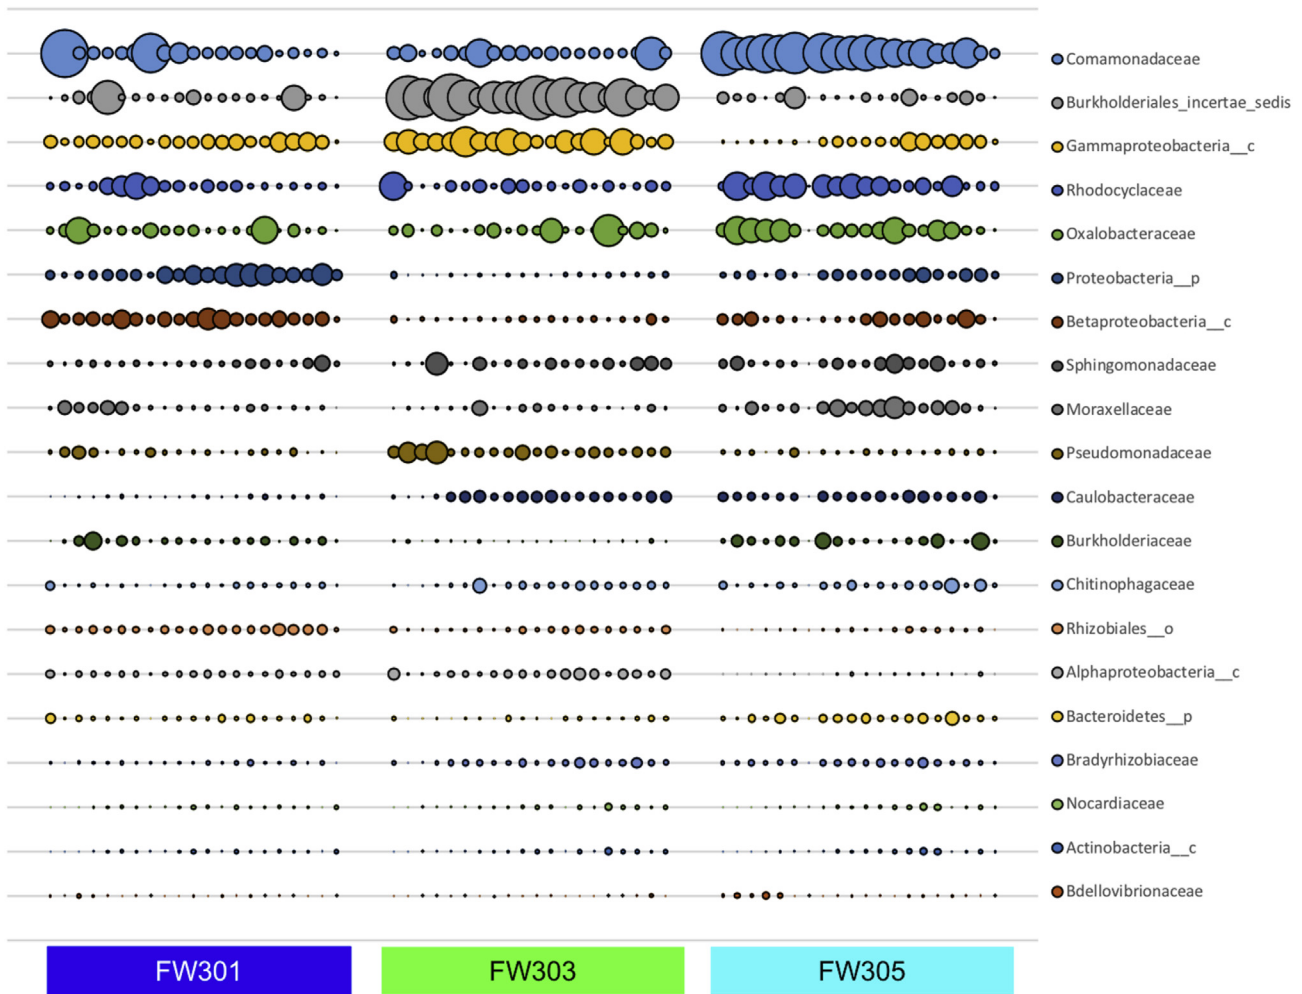 Comamonadaceae
Burkholderiales_incertae_sedis
Gammaproteobacteria__c
Rhodocyclaceae
Oxalobacteraceae
Proteobacteria__p
Betaproteobacteria__c
Sphingomonadaceae
Moraxellaceae
Pseudomonadaceae
Caulobacteraceae
Burkholderiaceae
Chitinophagaceae
Rhizobiales__o
Alphaproteobacteria__c
Bacteroidetes__p
Bradyrhizobiaceae
Nocardiaceae
Actinobacteria__c
Bdellovibrionaceae
FW301 FW303 FW305